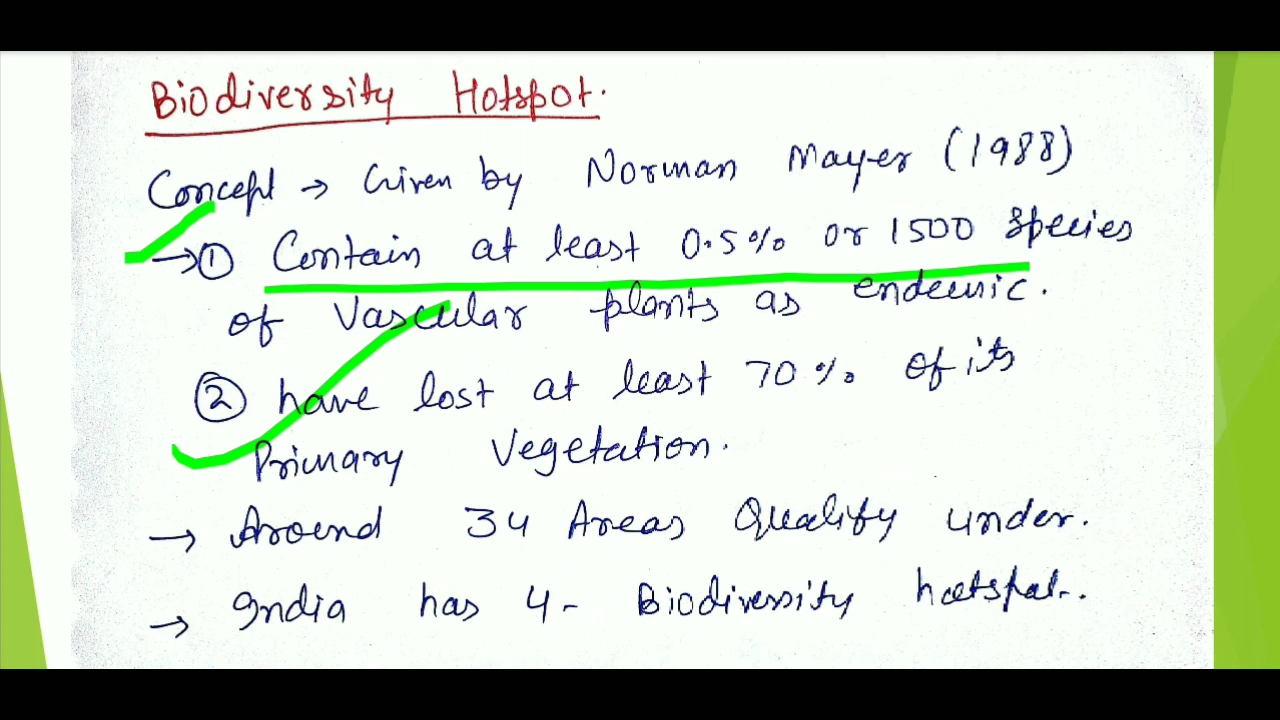 Biodiversity Hotspot.
Concept → Given by Norman Mayer (1988)
→ ① Contain at least 0.5% or 1500 species
of Vascular plants as endemic.
② have lost at least 70% of its
Primary Vegetation.
→ Around 34 Areas Qualify under.
→ India has 4- Biodiversity hotspot..